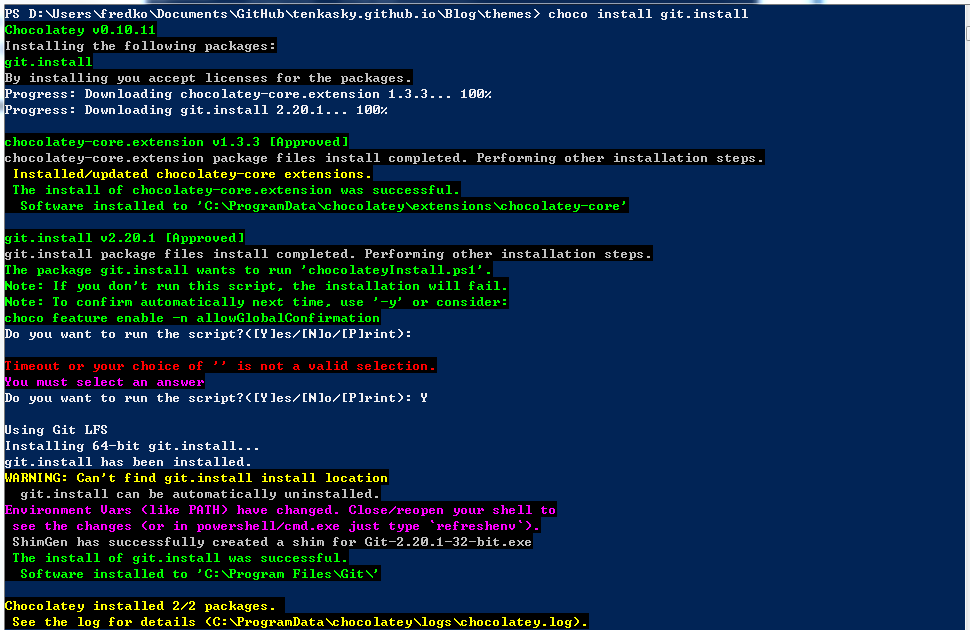 PS D:\Users\fredko\Documents\GitHub\tenkasky.github.io\Blog\themes> choco install git.install
Chocolatey v0.10.11
Installing the following packages:
git.install
By installing you accept licenses for the packages.
Progress: Downloading chocolatey-core.extension 1.3.3... 100%
Progress: Downloading git.install 2.20.1... 100%
chocolatey-core.extension v1.3.3 [Approved]
chocolatey-core.extension package files install completed. Performing other installation steps.
Installed/updated chocolatey-core extensions.
The install of chocolatey-core.extension was successful.
Software installed to 'C:\ProgramData\chocolatey\extensions\chocolatey-core'
git.install v2.20.1 [Approved]
git.install package files install completed. Performing other installation steps.
The package git.install wants to run 'chocolateyInstall.ps1'.
Note: If you don't run this script, the installation will fail.
Note: To confirm automatically next time, use '-y' or consider:
choco feature enable -n allowGlobalConfirmation
Do you want to run the script?([Y]es/[N]o/[P]rint):
Timeout or your choice of '' is not a valid selection.
You must select an answer
Do you want to run the script?([Y]es/[N]o/[P]rint): Y
Using Git LFS
Installing 64-bit git.install...
git.install has been installed.
WARNING: Can't find git.install install location
git.install can be automatically uninstalled.
Environment Vars (like PATH) have changed. Close/reopen your shell to
see the changes (or in powershell/cmd.exe just type `refreshenv`).
ShimGen has successfully created a shim for Git-2.20.1-32-bit.exe
The install of git.install was successful.
Software installed to 'C:\Program Files\Git\'
Chocolatey installed 2/2 packages.
See the log for details (C:\ProgramData\chocolatey\logs\chocolatey.log).